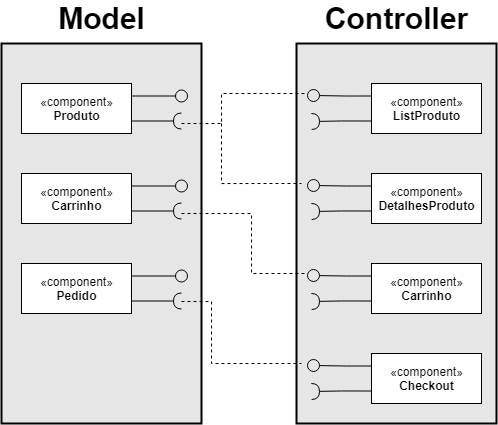 Model
Controller
«component»
Produto
«component»
Carrinho
«component»
Pedido
«component»
ListProduto
«component»
DetalhesProduto
«component»
Carrinho
«component»
Checkout